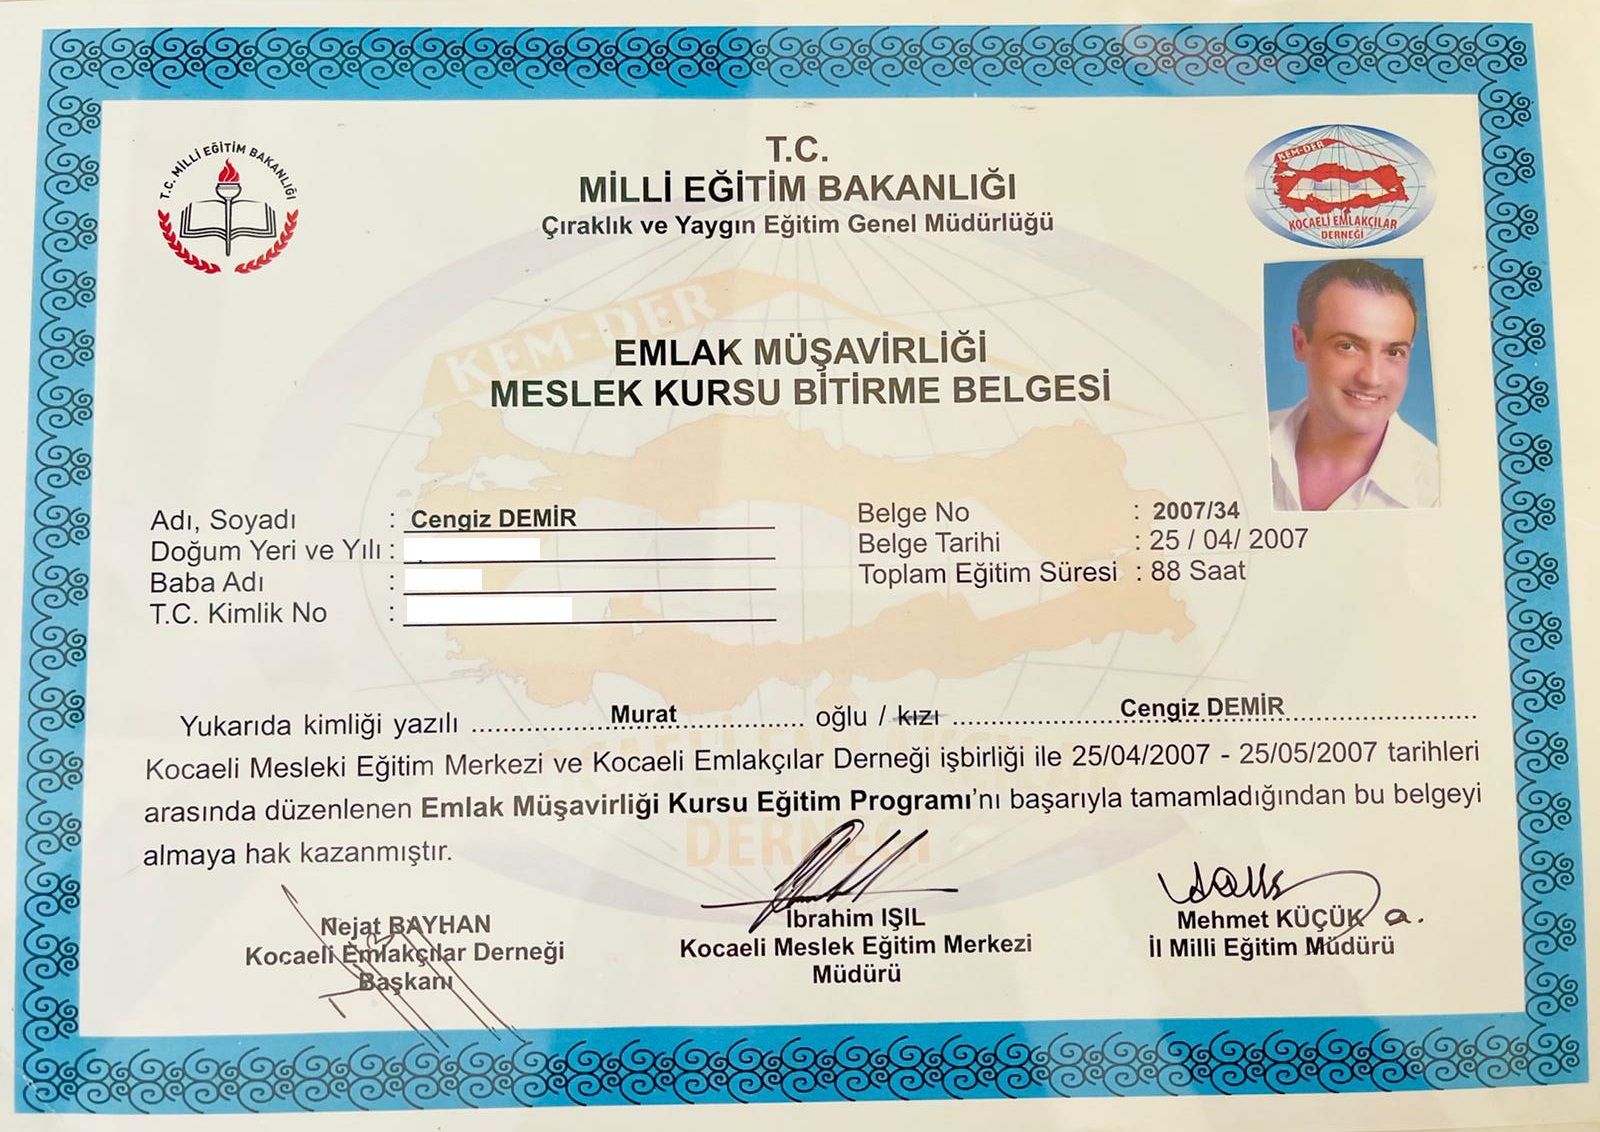 T.C. MİLLİ EĞİTİM BAKANLIĞI
T.C.
MİLLİ EĞİTİM BAKANLIĞI
Çıraklık ve Yaygın Eğitim Genel Müdürlüğü
KEM-DER
KOCAELİ EMLAKÇILAR
DERNEĞİ
KEM-DER
EMLAK MÜŞAVİRLİĞİ
MESLEK KURSU BİTİRME BELGESİ
Adı, Soyadı : Cengiz DEMİR
Doğum Yeri ve Yılı :
Baba Adı :
T.C. Kimlik No :
Belge No : 2007/34
Belge Tarihi : 25 / 04/ 2007
Toplam Eğitim Süresi : 88 Saat
Yukarıda kimliği yazılı ........ Murat ........ oğlu / kızı ........ Cengiz DEMİR ........
Kocaeli Mesleki Eğitim Merkezi ve Kocaeli Emlakçılar Derneği işbirliği ile 25/04/2007 - 25/05/2007 tarihleri
arasında düzenlenen Emlak Müşavirliği Kursu Eğitim Programı'nı başarıyla tamamladığından bu belgeyi
almaya hak kazanmıştır.
DERNEĞİ
Nejat BAYHAN
Kocaeli Emlakçılar Derneği
Başkanı
İbrahim IŞIL
Kocaeli Meslek Eğitim Merkezi
Müdürü
Mehmet KÜÇÜK a.
İl Milli Eğitim Müdürü